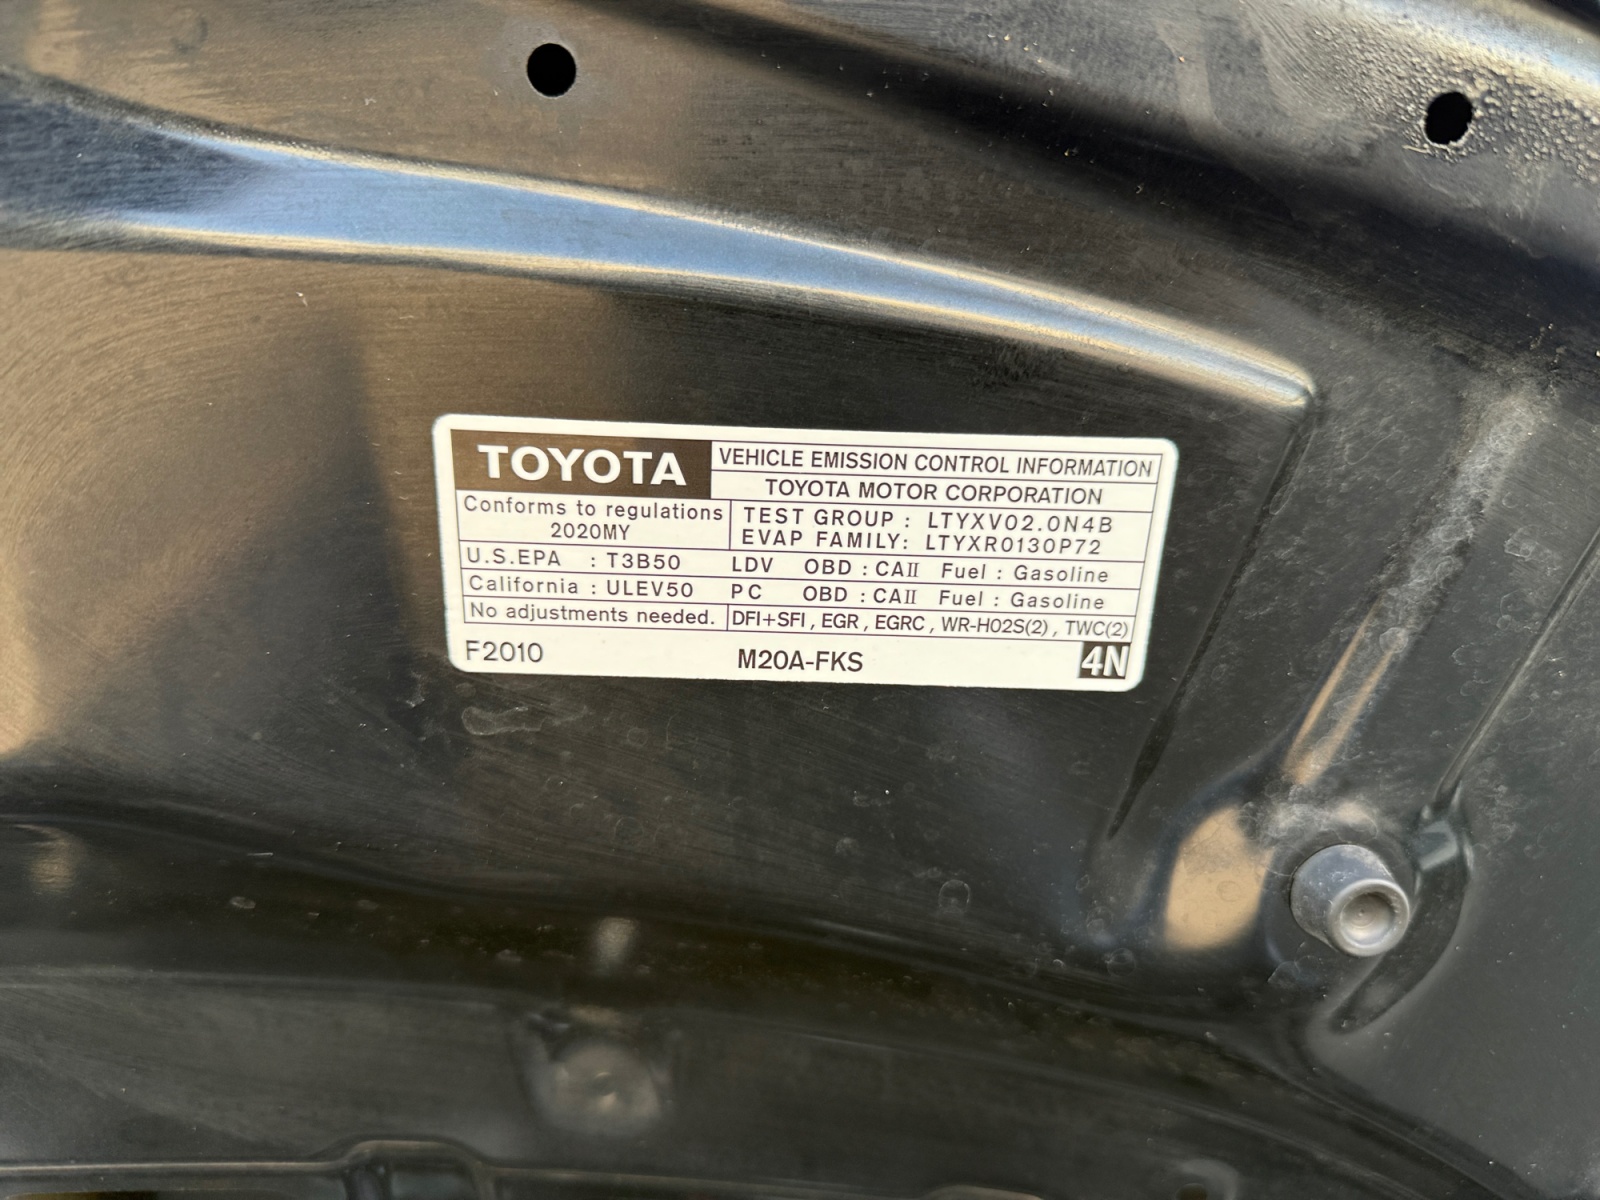 TOYOTA
VEHICLE EMISSION CONTROL INFORMATION
TOYOTA MOTOR CORPORATION
Conforms to regulations
2020MY
TEST GROUP : LTYXV02.0N4B
EVAP FAMILY: LTYXR0130P72
U.S.EPA : T3B50 LDV OBD : CAII Fuel : Gasoline
California : ULEV50 PC OBD : CAII Fuel : Gasoline
No adjustments needed. DFI+SFI, EGR, EGRC, WR-HO2S(2), TWC(2)
F2010 M20A-FKS 4N